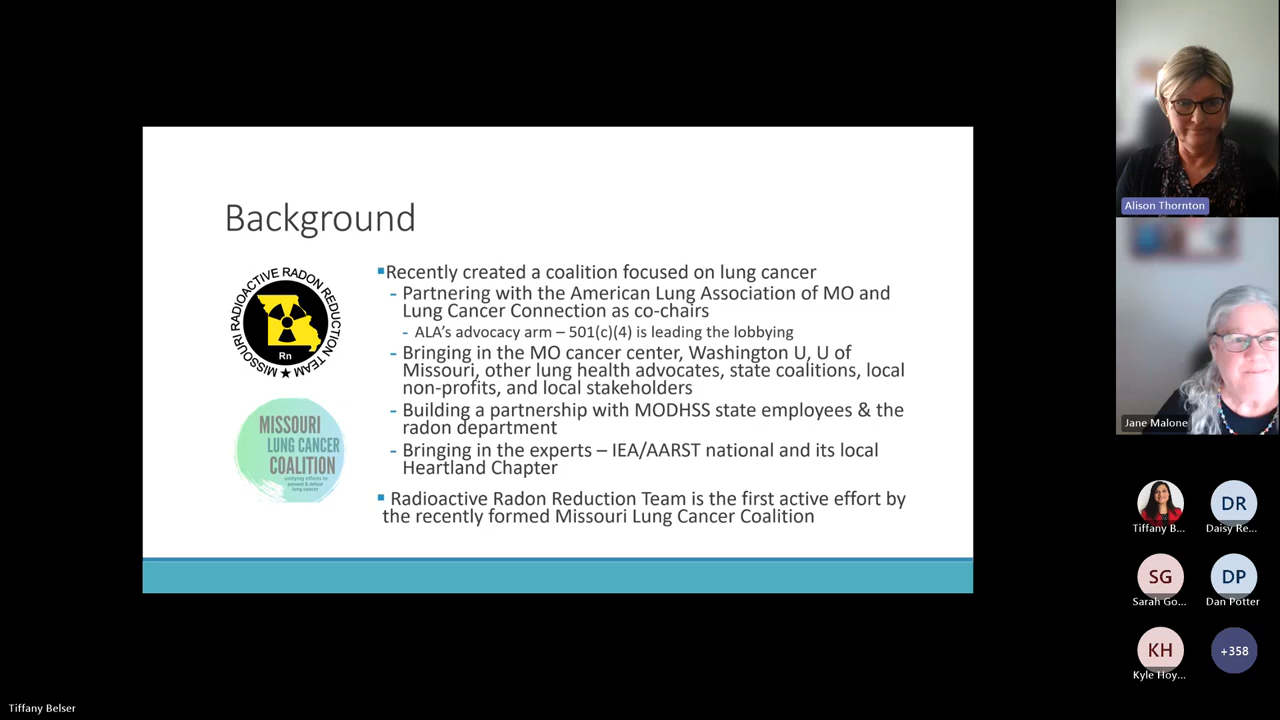 Background
MISSOURI RADIOACTIVE RADON REDUCTION TEAM
Rn
MISSOURI
LUNG CANCER
COALITION
unifying efforts to
prevent & defeat
lung cancer
Recently created a coalition focused on lung cancer
- Partnering with the American Lung Association of MO and
Lung Cancer Connection as co-chairs
- ALA's advocacy arm – 501(c)(4) is leading the lobbying
- Bringing in the MO cancer center, Washington U, U of
Missouri, other lung health advocates, state coalitions, local
non-profits, and local stakeholders
- Building a partnership with MODHSS state employees & the
radon department
- Bringing in the experts – IEA/AARST national and its local
Heartland Chapter
Radioactive Radon Reduction Team is the first active effort by
the recently formed Missouri Lung Cancer Coalition
Alison Thornton
Jane Malone
Tiffany B...
DR
Daisy Re...
SG
Sarah Go...
DP
Dan Potter
KH
Kyle Hoy...
+358
Tiffany Belser